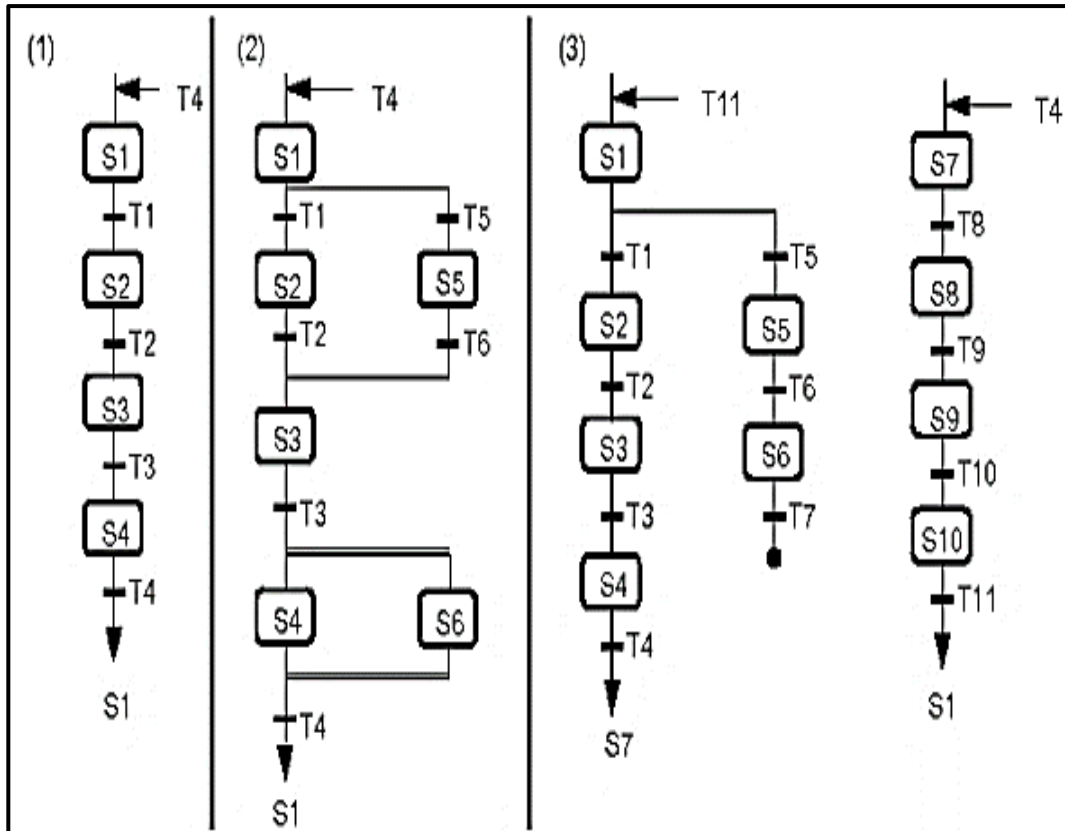 (1)
T4
S1
T1
S2
T2
S3
T3
S4
T4
S1
(2)
T4
S1
T1 T5
S2 S5
T2 T6
S3
T3
S4 S6
T4
S1
(3)
T11
S1
T1 T5
S2 S5
T2 T6
S3 S6
T3 T7
S4
T4
S7
T4
S7
T8
S8
T9
S9
T10
S10
T11
S1